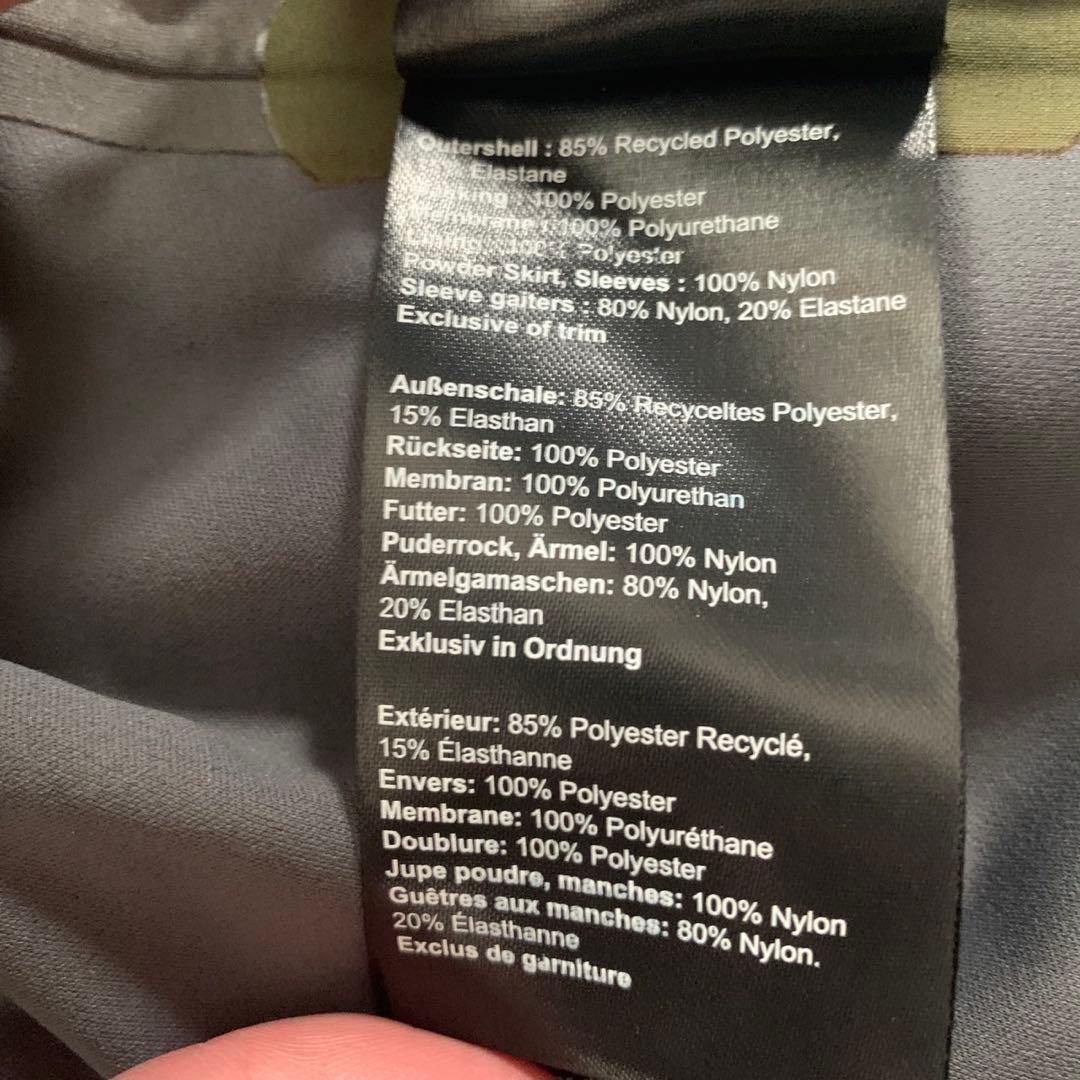 Outershell : 85% Recycled Polyester,
Elastane
100% Polyester
Membrane : 100% Polyurethane
Lining : 100% Polyester
Powder Skirt, Sleeves : 100% Nylon
Sleeve gaiters : 80% Nylon, 20% Elastane
Exclusive of trim
Außenschale: 85% Recyceltes Polyester,
15% Elasthan
Rückseite: 100% Polyester
Membran: 100% Polyurethan
Futter: 100% Polyester
Puderrock, Ärmel: 100% Nylon
Ärmelgamaschen: 80% Nylon,
20% Elasthan
Exklusiv in Ordnung
Extérieur: 85% Polyester Recyclé,
15% Élasthanne
Envers: 100% Polyester
Membrane: 100% Polyuréthane
Doublure: 100% Polyester
Jupe poudre, manches: 100% Nylon
Guêtres aux manches: 80% Nylon.
20% Élasthanne
Exclus de garniture